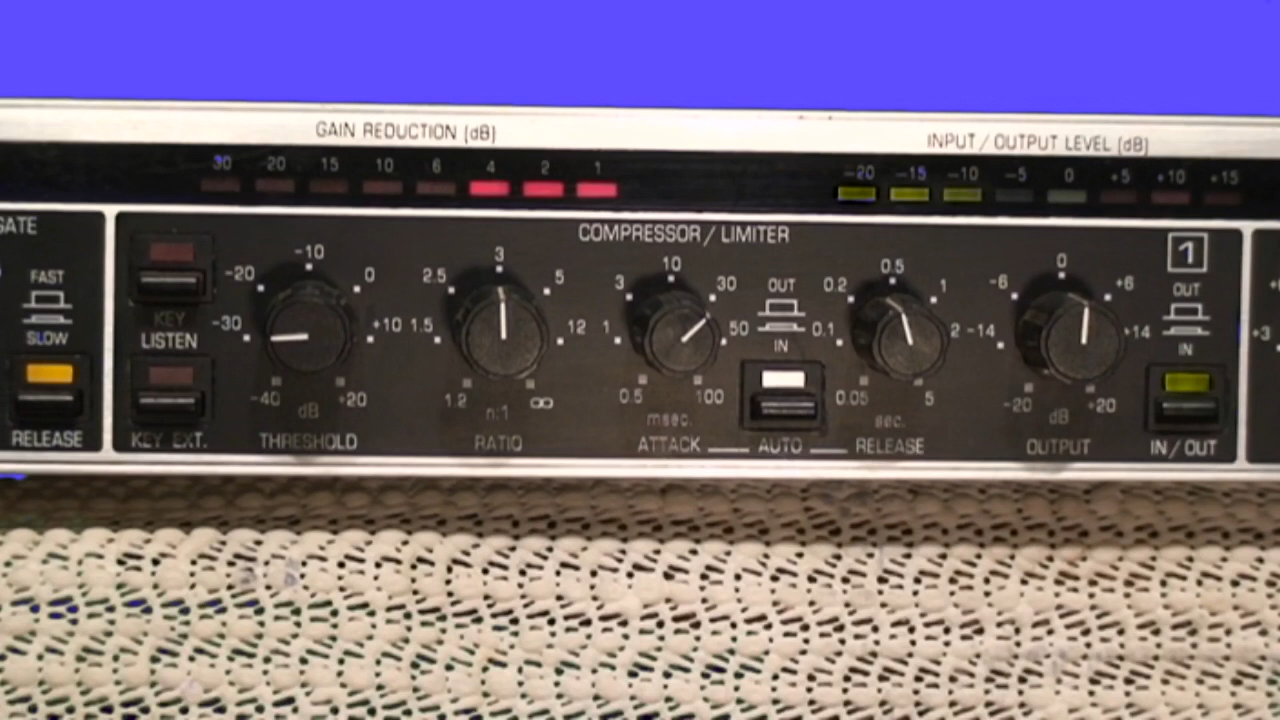 GAIN REDUCTION (dB)
INPUT / OUTPUT LEVEL (dB)
30 20 15 10 6 4 2 1
-20 -15 -10 -5 0 +5 +10 +15
GATE
FAST
SLOW
RELEASE
COMPRESSOR / LIMITER
1
KEY
LISTEN
KEY EXT.
-40 -30 -20 -10 0 +10 +20
dB
THRESHOLD
1.2 1.5 2.5 3 5 12 ∞
n:1
RATIO
0.5 1 3 10 30 50 100
msec.
ATTACK
OUT
IN
AUTO
0.05 0.1 0.2 0.5 1 2 5
sec.
RELEASE
-20 -14 -6 0 +6 +14 +20
dB
OUTPUT
OUT
IN
IN / OUT
+3